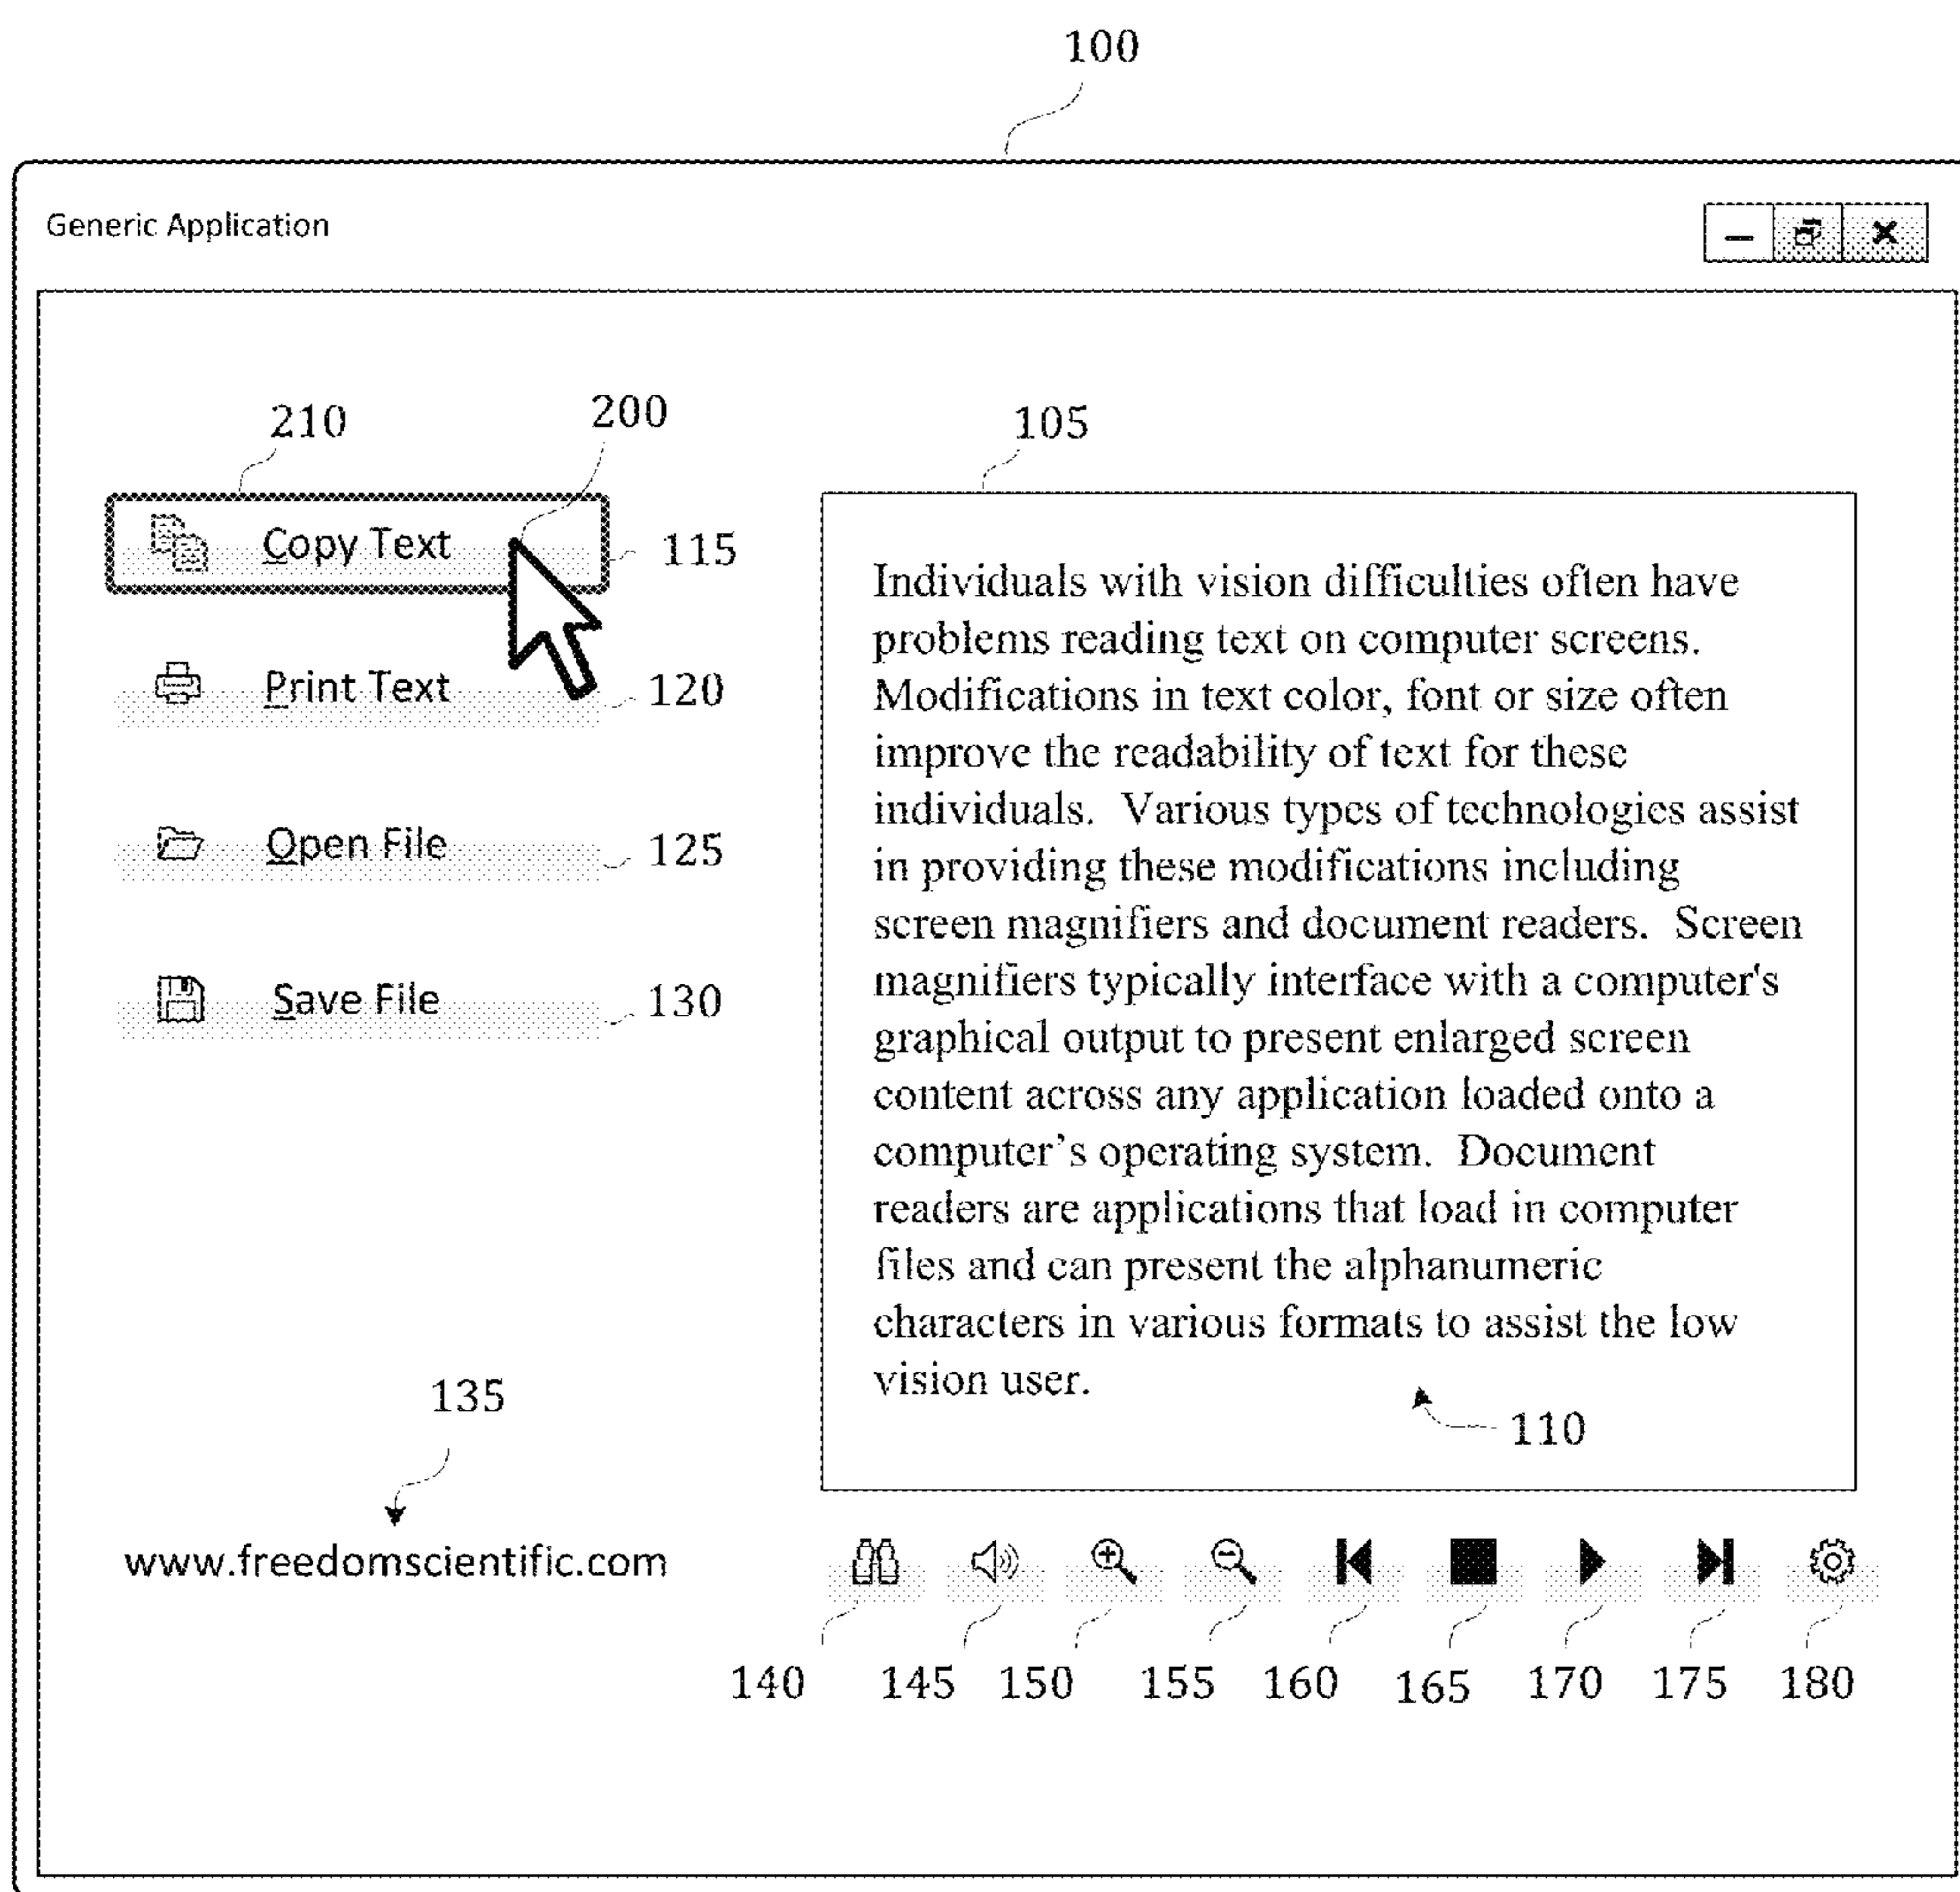 100
Generic Application
210
200
105
Copy Text
115
Print Text
120
Open File
125
Save File
130
Individuals with vision difficulties often have
problems reading text on computer screens.
Modifications in text color, font or size often
improve the readability of text for these
individuals.  Various types of technologies assist
in providing these modifications including
screen magnifiers and document readers.  Screen
magnifiers typically interface with a computer's
graphical output to present enlarged screen
content across any application loaded onto a
computer’s operating system.  Document
readers are applications that load in computer
files and can present the alphanumeric
characters in various formats to assist the low
vision user.
110
135
www.freedomscientific.com
140 145 150 155 160 165 170 175 180